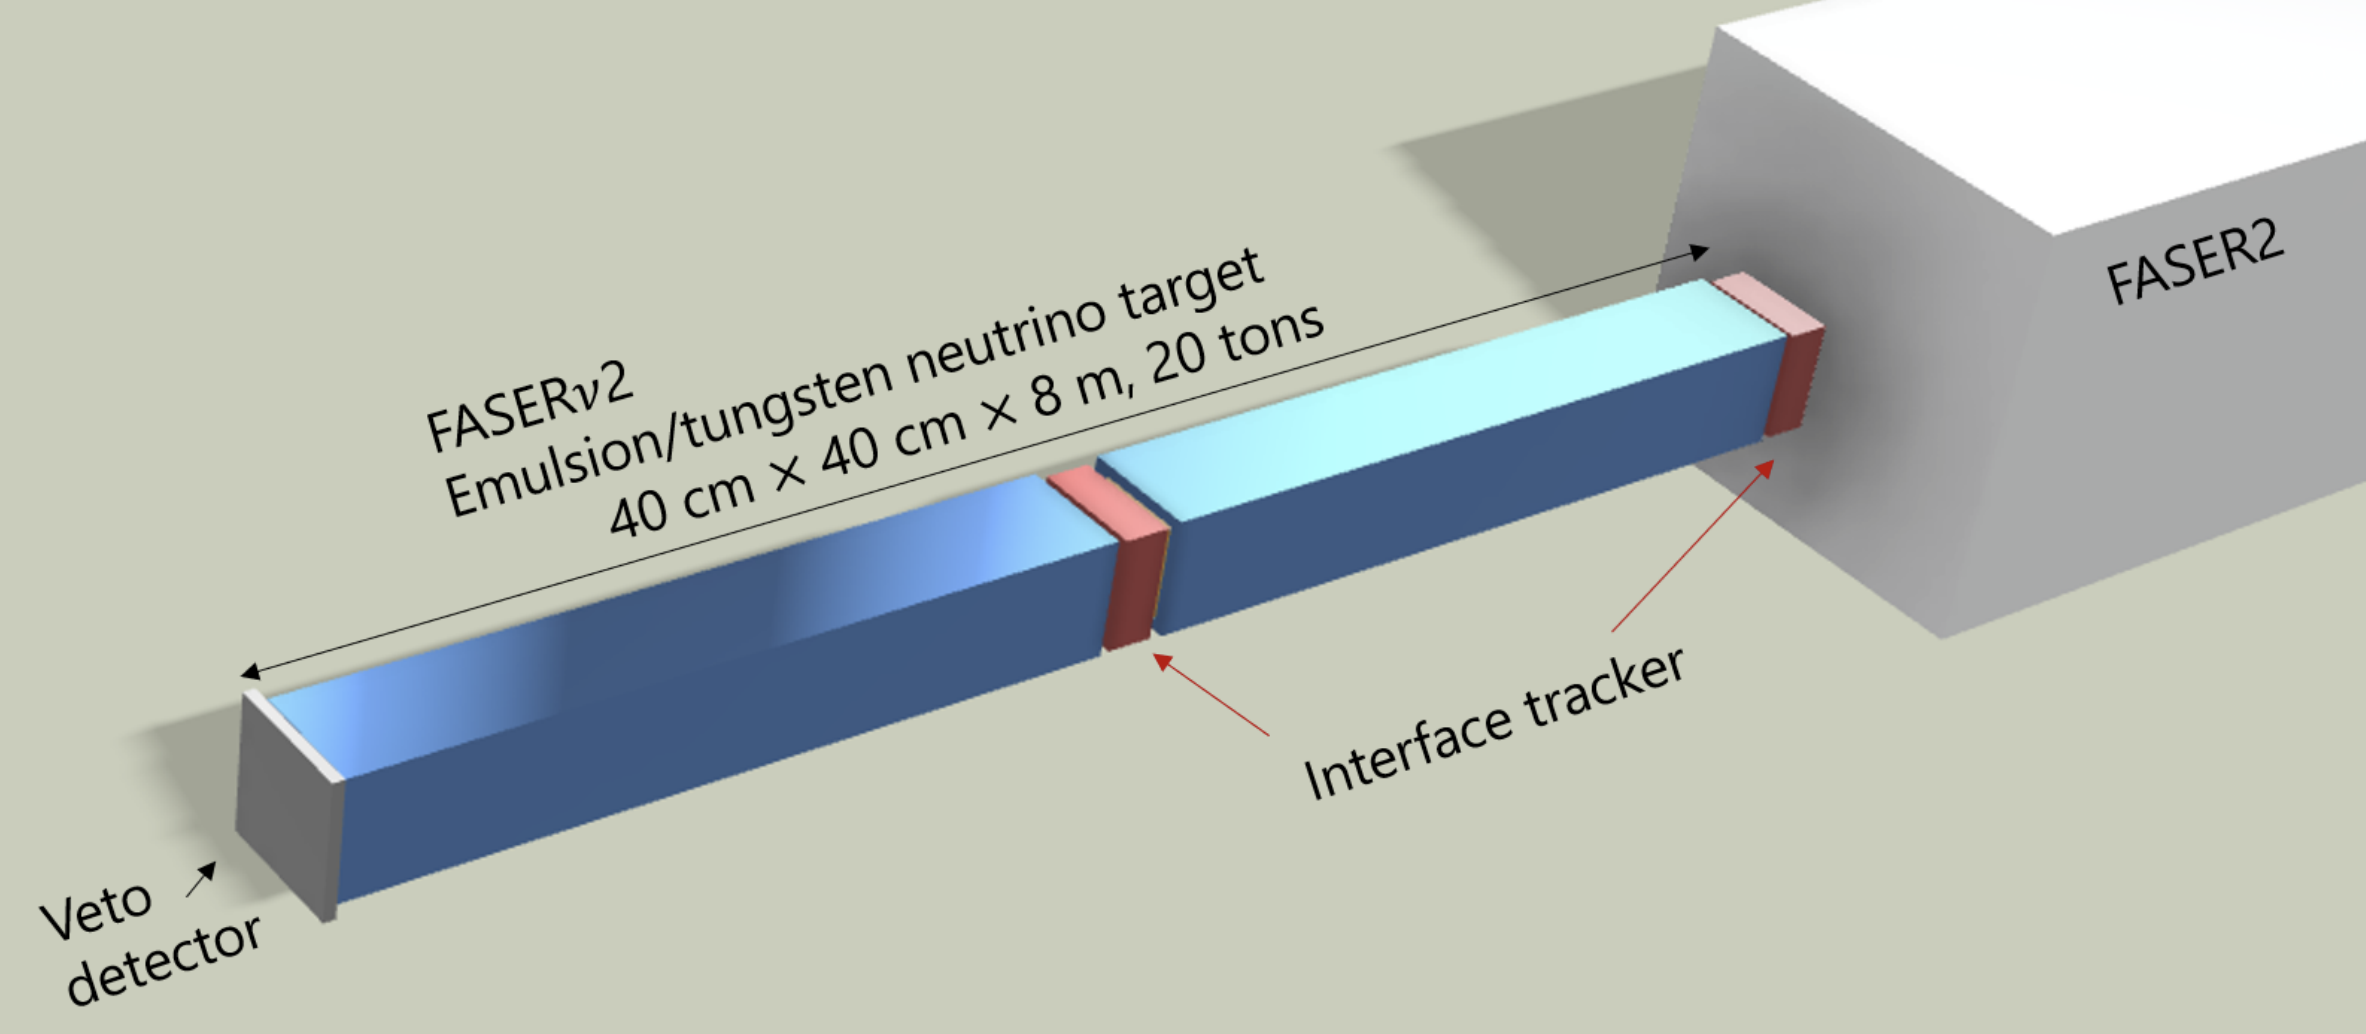 FASERν2
Emulsion/tungsten neutrino target
40 cm × 40 cm × 8 m, 20 tons
FASER2
Interface tracker
Veto
detector